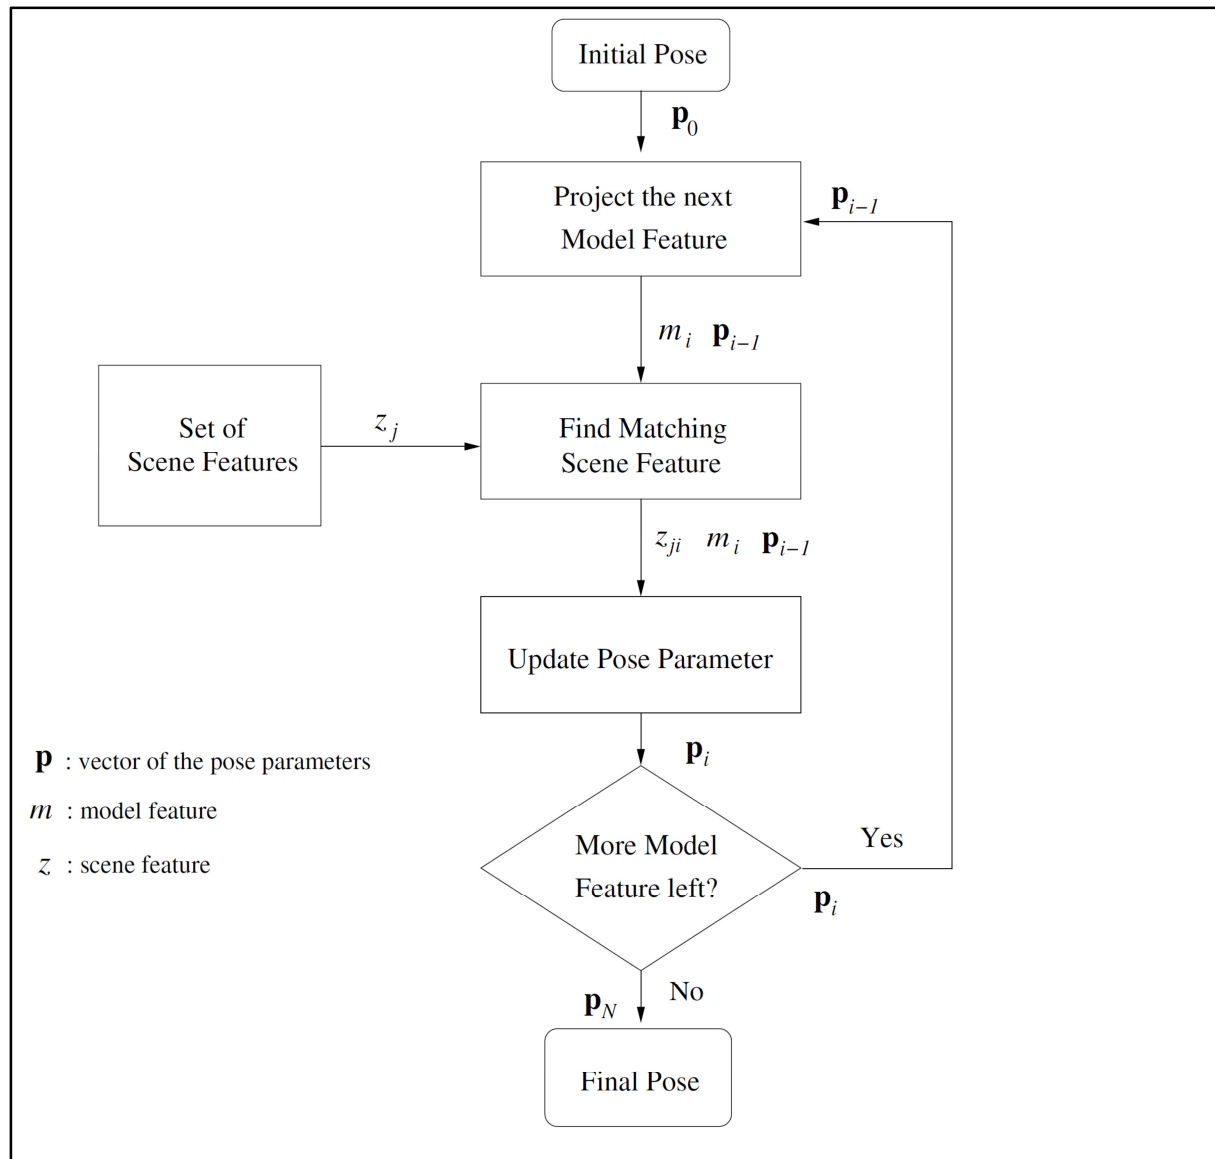 Initial Pose
p0
Project the next
Model Feature
pi−1
mi pi−1
Set of
Scene Features
zj
Find Matching
Scene Feature
zji mi pi−1
Update Pose Parameter
pi
p : vector of the pose parameters
m : model feature
z : scene feature
More Model
Feature left?
Yes
pi
pN No
Final Pose